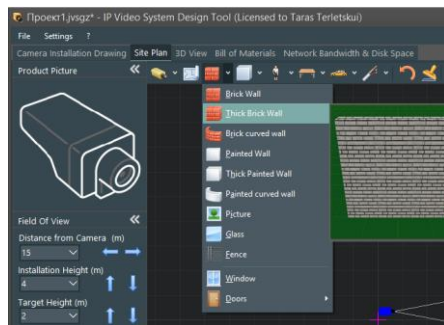 Проект1.jvsgz* - IP Video System Design Tool (Licensed to Taras Terletskui)
File Settings ?
Camera Installation Drawing Site Plan 3D View Bill of Materials Network Bandwidth & Disk Space
Product Picture
Brick Wall
Thick Brick Wall
Brick curved wall
Painted Wall
Thick Painted Wall
Painted curved wall
Picture
Glass
Fence
Window
Doors
Field Of View
Distance from Camera (m)
15
Installation Height (m)
4
Target Height (m)
2